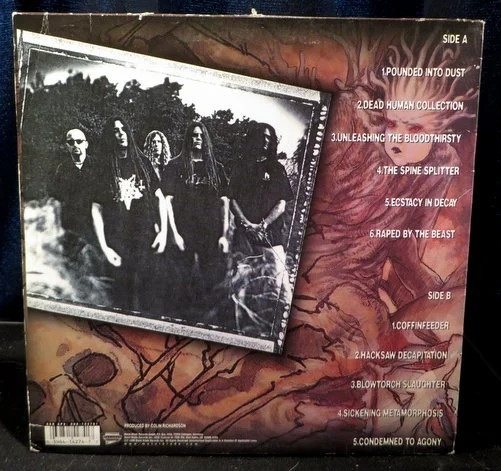 SIDE A
1.POUNDED INTO DUST
2.DEAD HUMAN COLLECTION
3.UNLEASHING THE BLOODTHIRSTY
4.THE SPINE SPLITTER
5.ECSTACY IN DECAY
6.RAPED BY THE BEAST
SIDE B
1.COFFINFEEDER
2.HACKSAW DECAPITATION
3.BLOWTORCH SLAUGHTER
4.SICKENING METAMORPHOSIS
5.CONDEMNED TO AGONY
PRODUCED BY COLIN RICHARDSON